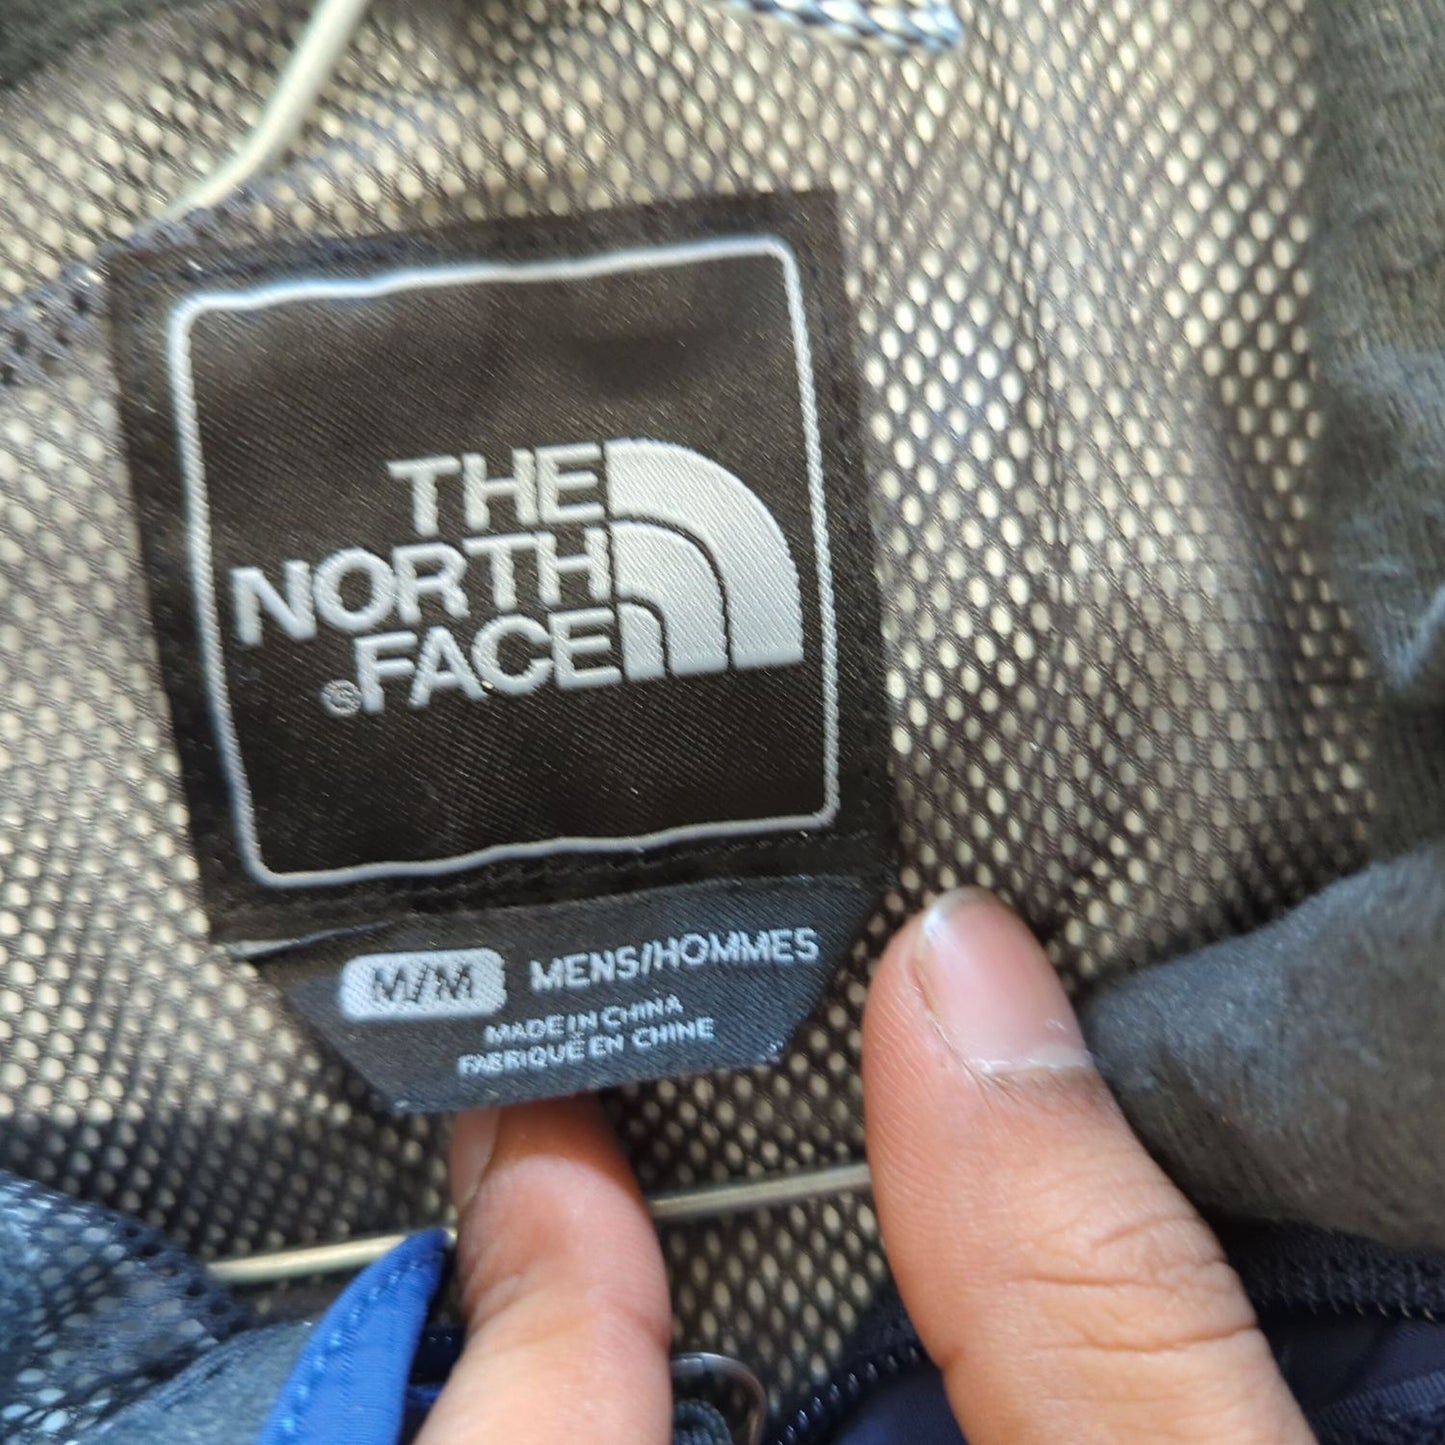 THE
NORTH
®FACE
M/M MENS/HOMMES
MADE IN CHINA
FABRIQUÉ EN CHINE